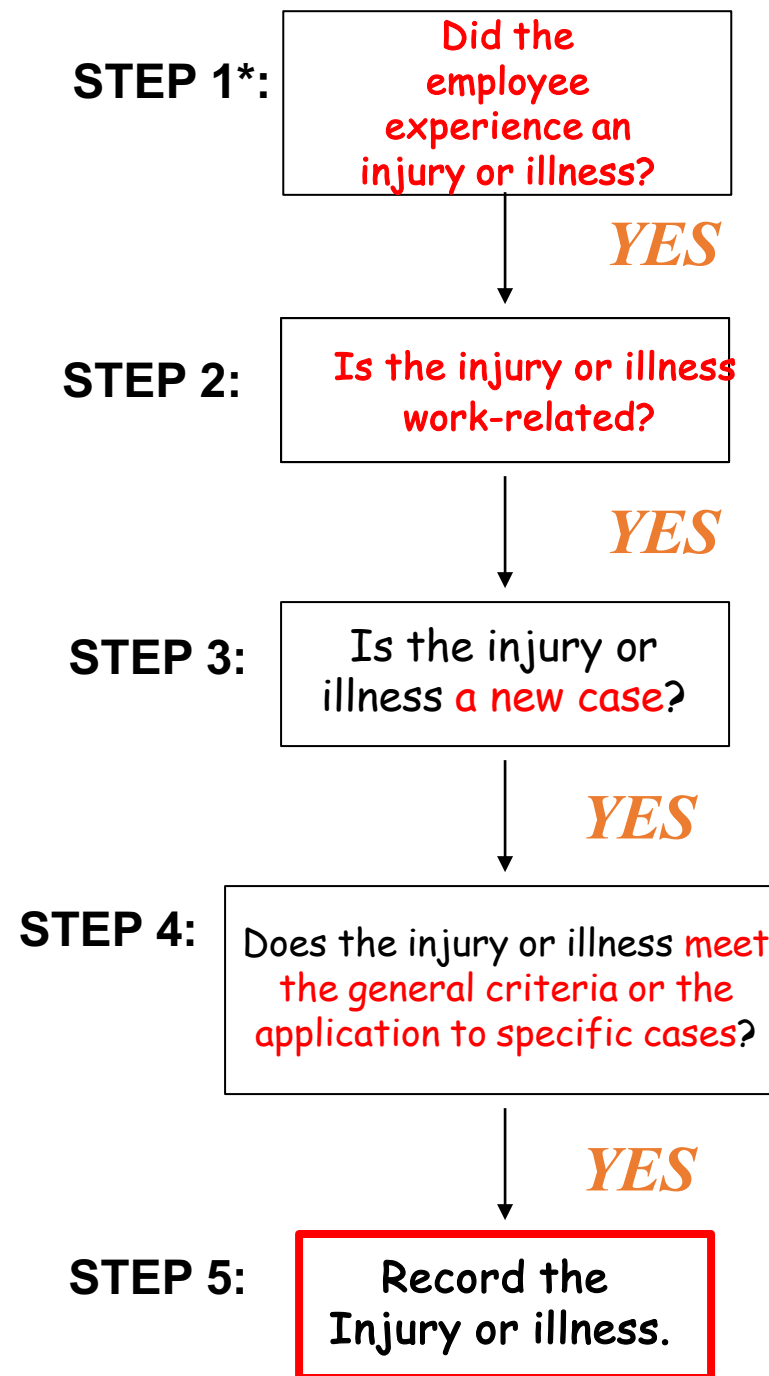 STEP 1*:
Did the
employee
experience an
injury or illness?
YES
STEP 2:
Is the injury or illness
work-related?
YES
STEP 3:
Is the injury or
illness a new case?
YES
STEP 4:
Does the injury or illness meet
the general criteria or the
application to specific cases?
YES
STEP 5:
Record the
Injury or illness.